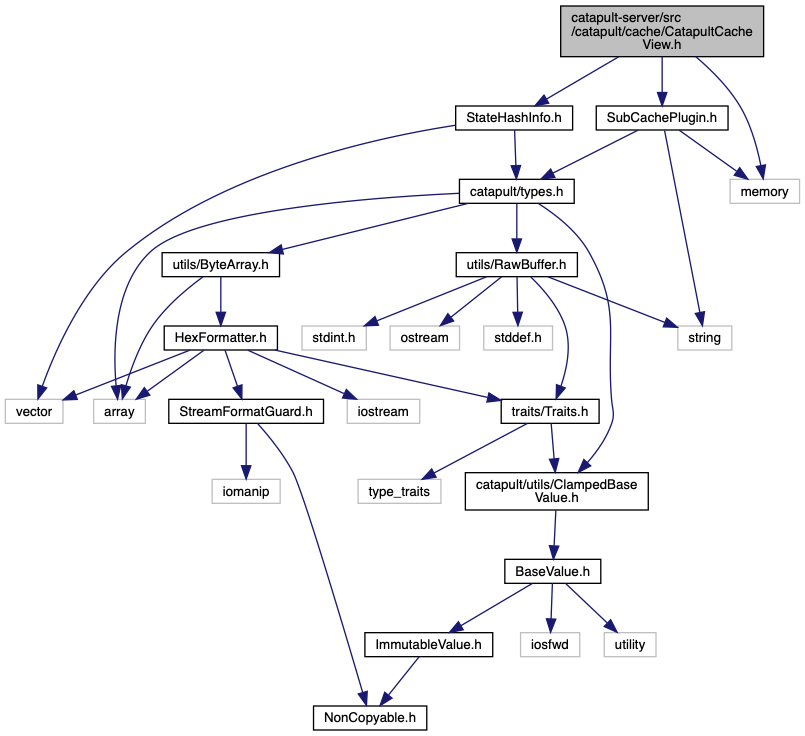 catapult-server/src
/catapult/cache/CatapultCache
View.h
StateHashInfo.h
SubCachePlugin.h
catapult/types.h
memory
utils/ByteArray.h
utils/RawBuffer.h
HexFormatter.h
stdint.h
ostream
stddef.h
string
vector
array
StreamFormatGuard.h
iostream
traits/Traits.h
iomanip
type_traits
catapult/utils/ClampedBase
Value.h
BaseValue.h
ImmutableValue.h
iosfwd
utility
NonCopyable.h